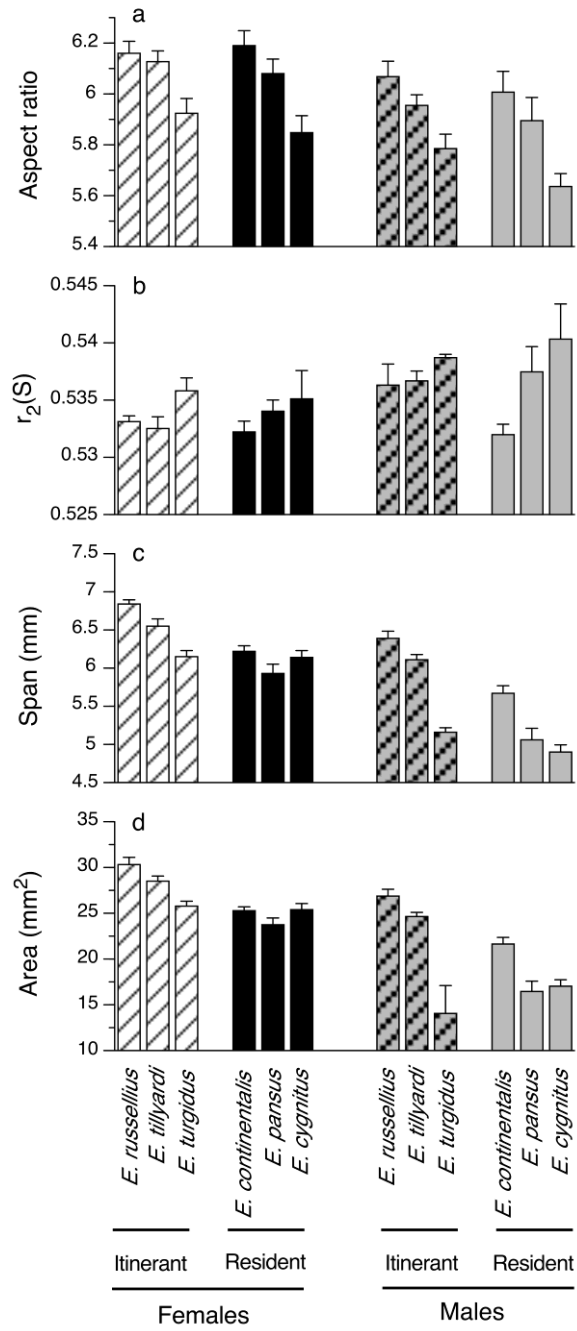 a
6.2
6
5.8
5.6
5.4
Aspect ratio
b
0.545
0.54
0.535
0.53
0.525
r2(S)
c
7.5
7
6.5
6
5.5
5
4.5
Span (mm)
d
35
30
25
20
15
10
Area (mm2)
E. russellius
E. tillyardi
E. turgidus
E. continentalis
E. pansus
E. cygnitus
E. russellius
E. tillyardi
E. turgidus
E. continentalis
E. pansus
E. cygnitus
Itinerant Resident Itinerant Resident
Females Males